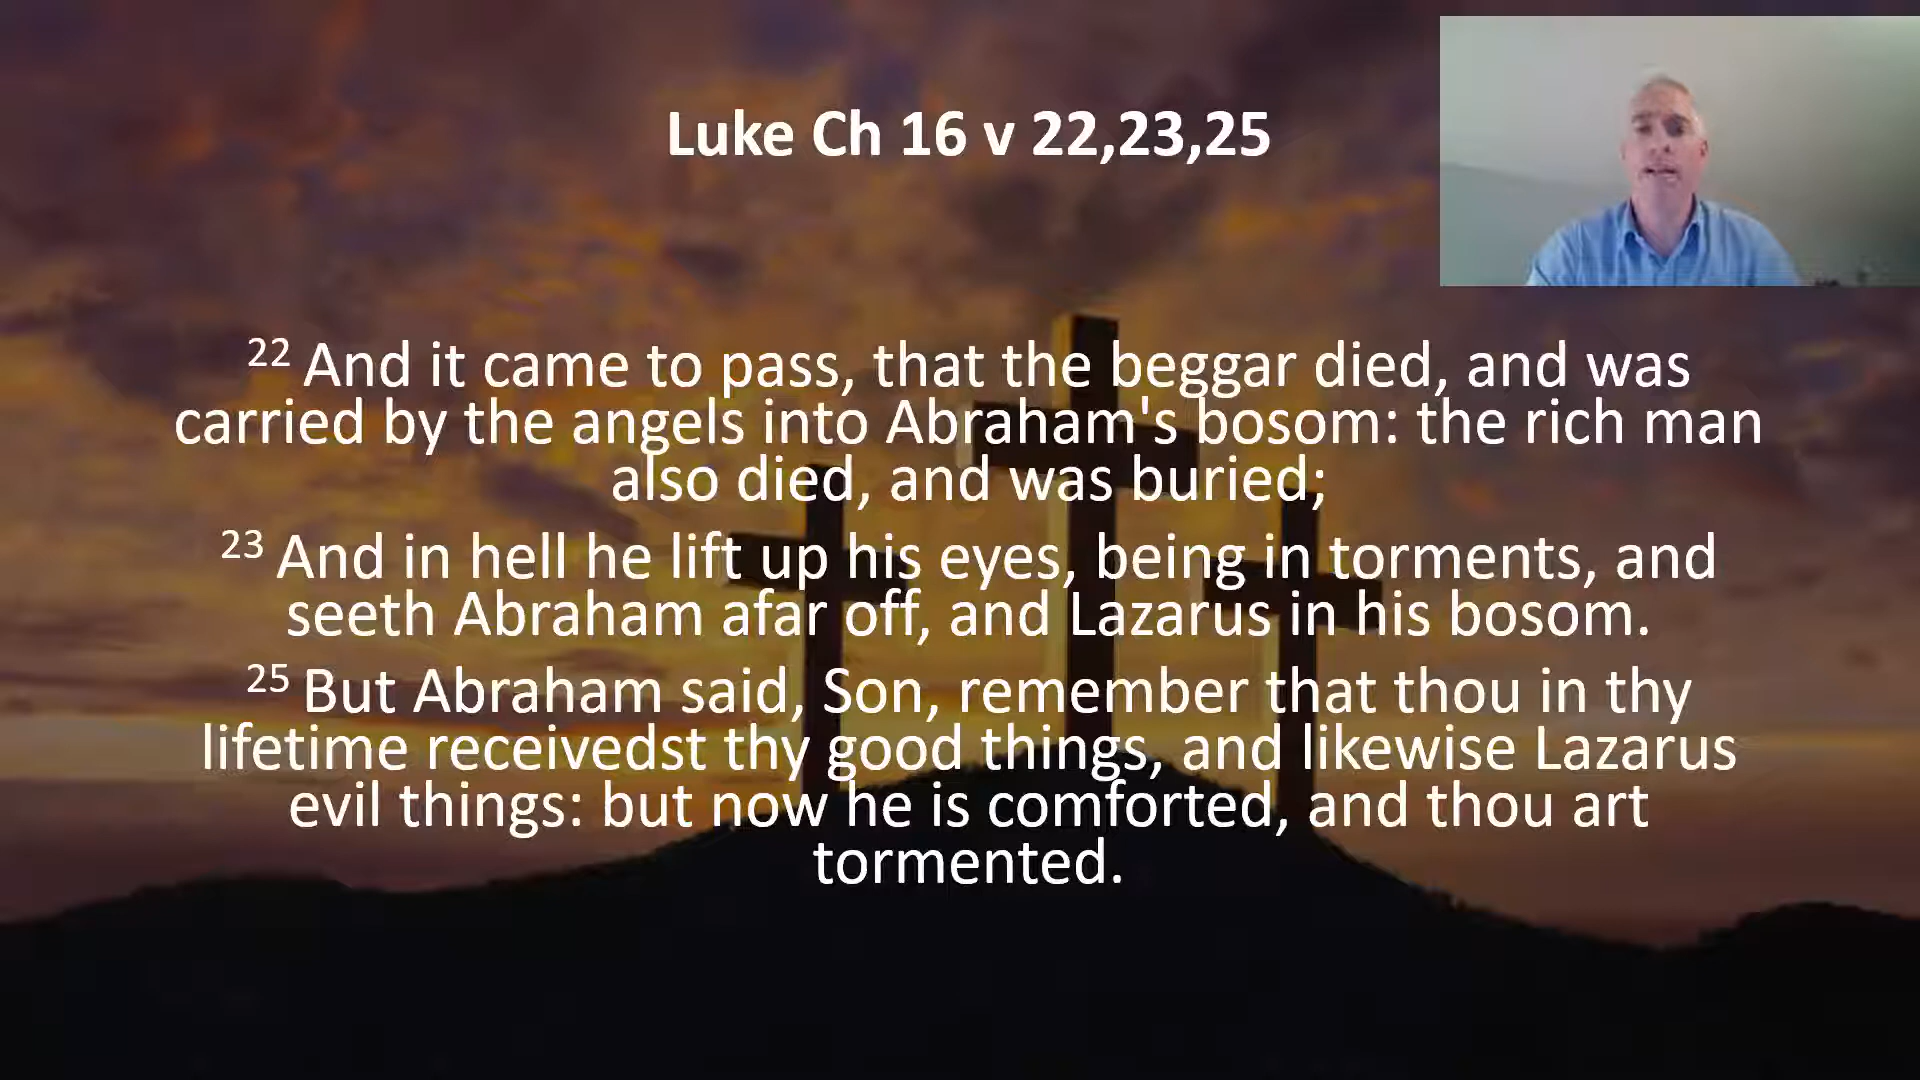 Luke Ch 16 v 22,23,25
22 And it came to pass, that the beggar died, and was
carried by the angels into Abraham's bosom: the rich man
also died, and was buried;
23 And in hell he lift up his eyes, being in torments, and
seeth Abraham afar off, and Lazarus in his bosom.
25 But Abraham said, Son, remember that thou in thy
lifetime receivedst thy good things, and likewise Lazarus
evil things: but now he is comforted, and thou art
tormented.